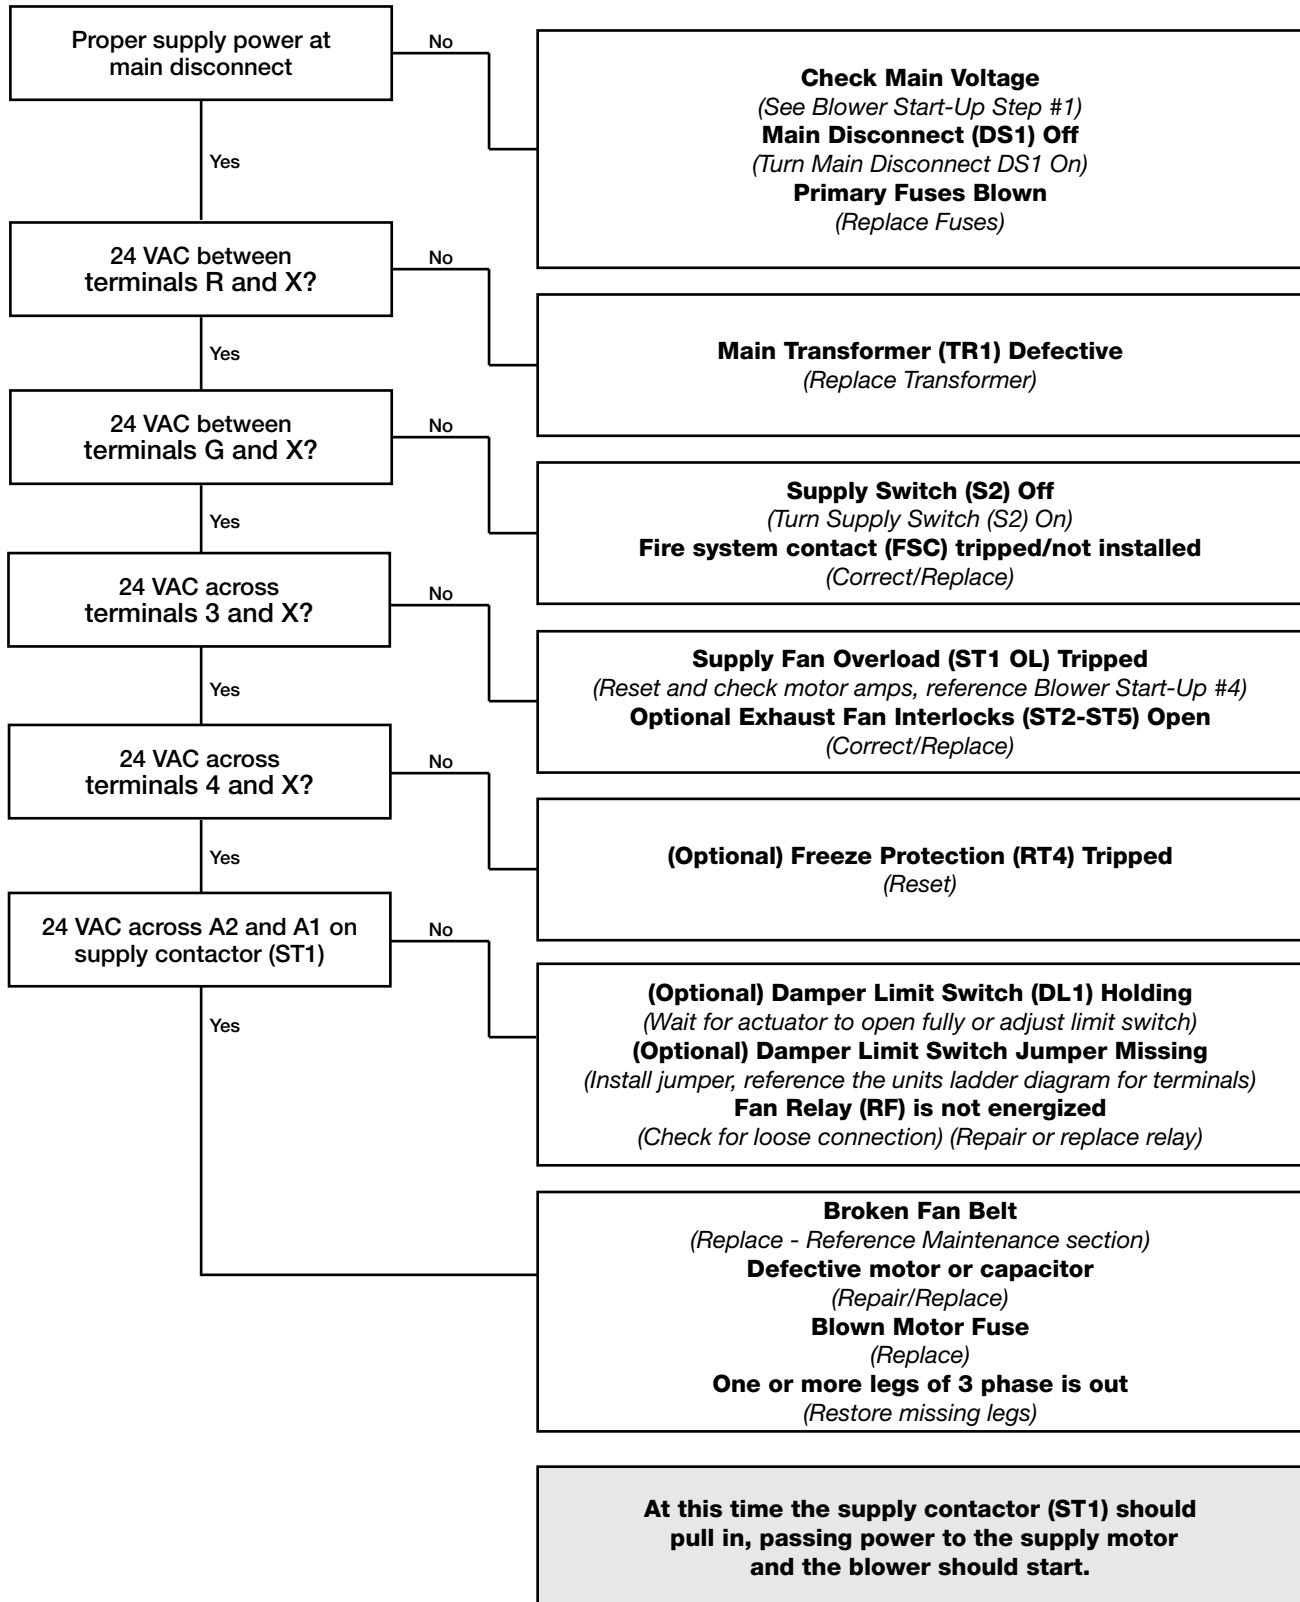 Proper supply power at
main disconnect
No
Check Main Voltage
(See Blower Start-Up Step #1)
Main Disconnect (DS1) Off
(Turn Main Disconnect DS1 On)
Primary Fuses Blown
(Replace Fuses)
Yes
24 VAC between
terminals R and X?
No
Main Transformer (TR1) Defective
(Replace Transformer)
Yes
24 VAC between
terminals G and X?
No
Supply Switch (S2) Off
(Turn Supply Switch (S2) On)
Fire system contact (FSC) tripped/not installed
(Correct/Replace)
Yes
24 VAC across
terminals 3 and X?
No
Supply Fan Overload (ST1 OL) Tripped
(Reset and check motor amps, reference Blower Start-Up #4)
Optional Exhaust Fan Interlocks (ST2-ST5) Open
(Correct/Replace)
Yes
24 VAC across
terminals 4 and X?
No
(Optional) Freeze Protection (RT4) Tripped
(Reset)
Yes
24 VAC across A2 and A1 on
supply contactor (ST1)
No
(Optional) Damper Limit Switch (DL1) Holding
(Wait for actuator to open fully or adjust limit switch)
(Optional) Damper Limit Switch Jumper Missing
(Install jumper, reference the units ladder diagram for terminals)
Fan Relay (RF) is not energized
(Check for loose connection) (Repair or replace relay)
Yes
Broken Fan Belt
(Replace - Reference Maintenance section)
Defective motor or capacitor
(Repair/Replace)
Blown Motor Fuse
(Replace)
One or more legs of 3 phase is out
(Restore missing legs)
At this time the supply contactor (ST1) should
pull in, passing power to the supply motor
and the blower should start.